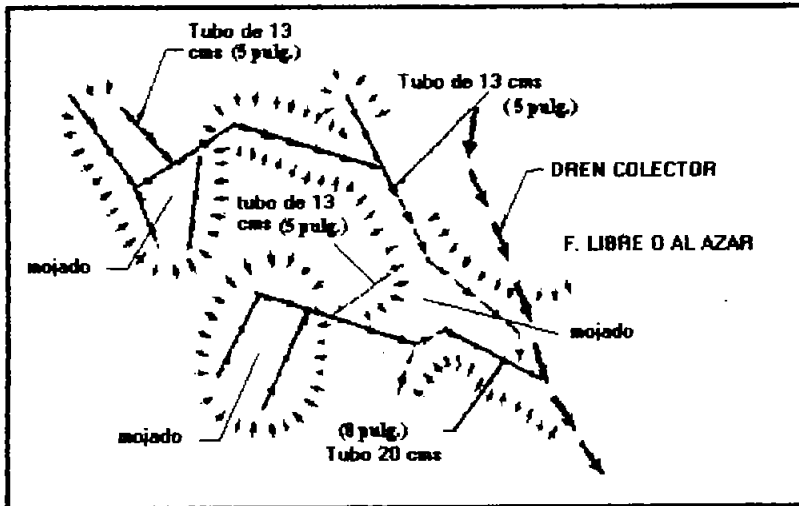 Tubo de 13
cms (5 pulg.)
Tubo de 13 cms
(5 pulg.)
DREN COLECTOR
tubo de 13
cms (5 pulg.)
F. LIBRE O AL AZAR
mojado
mojado
mojado
(8 pulg.)
Tubo 20 cms